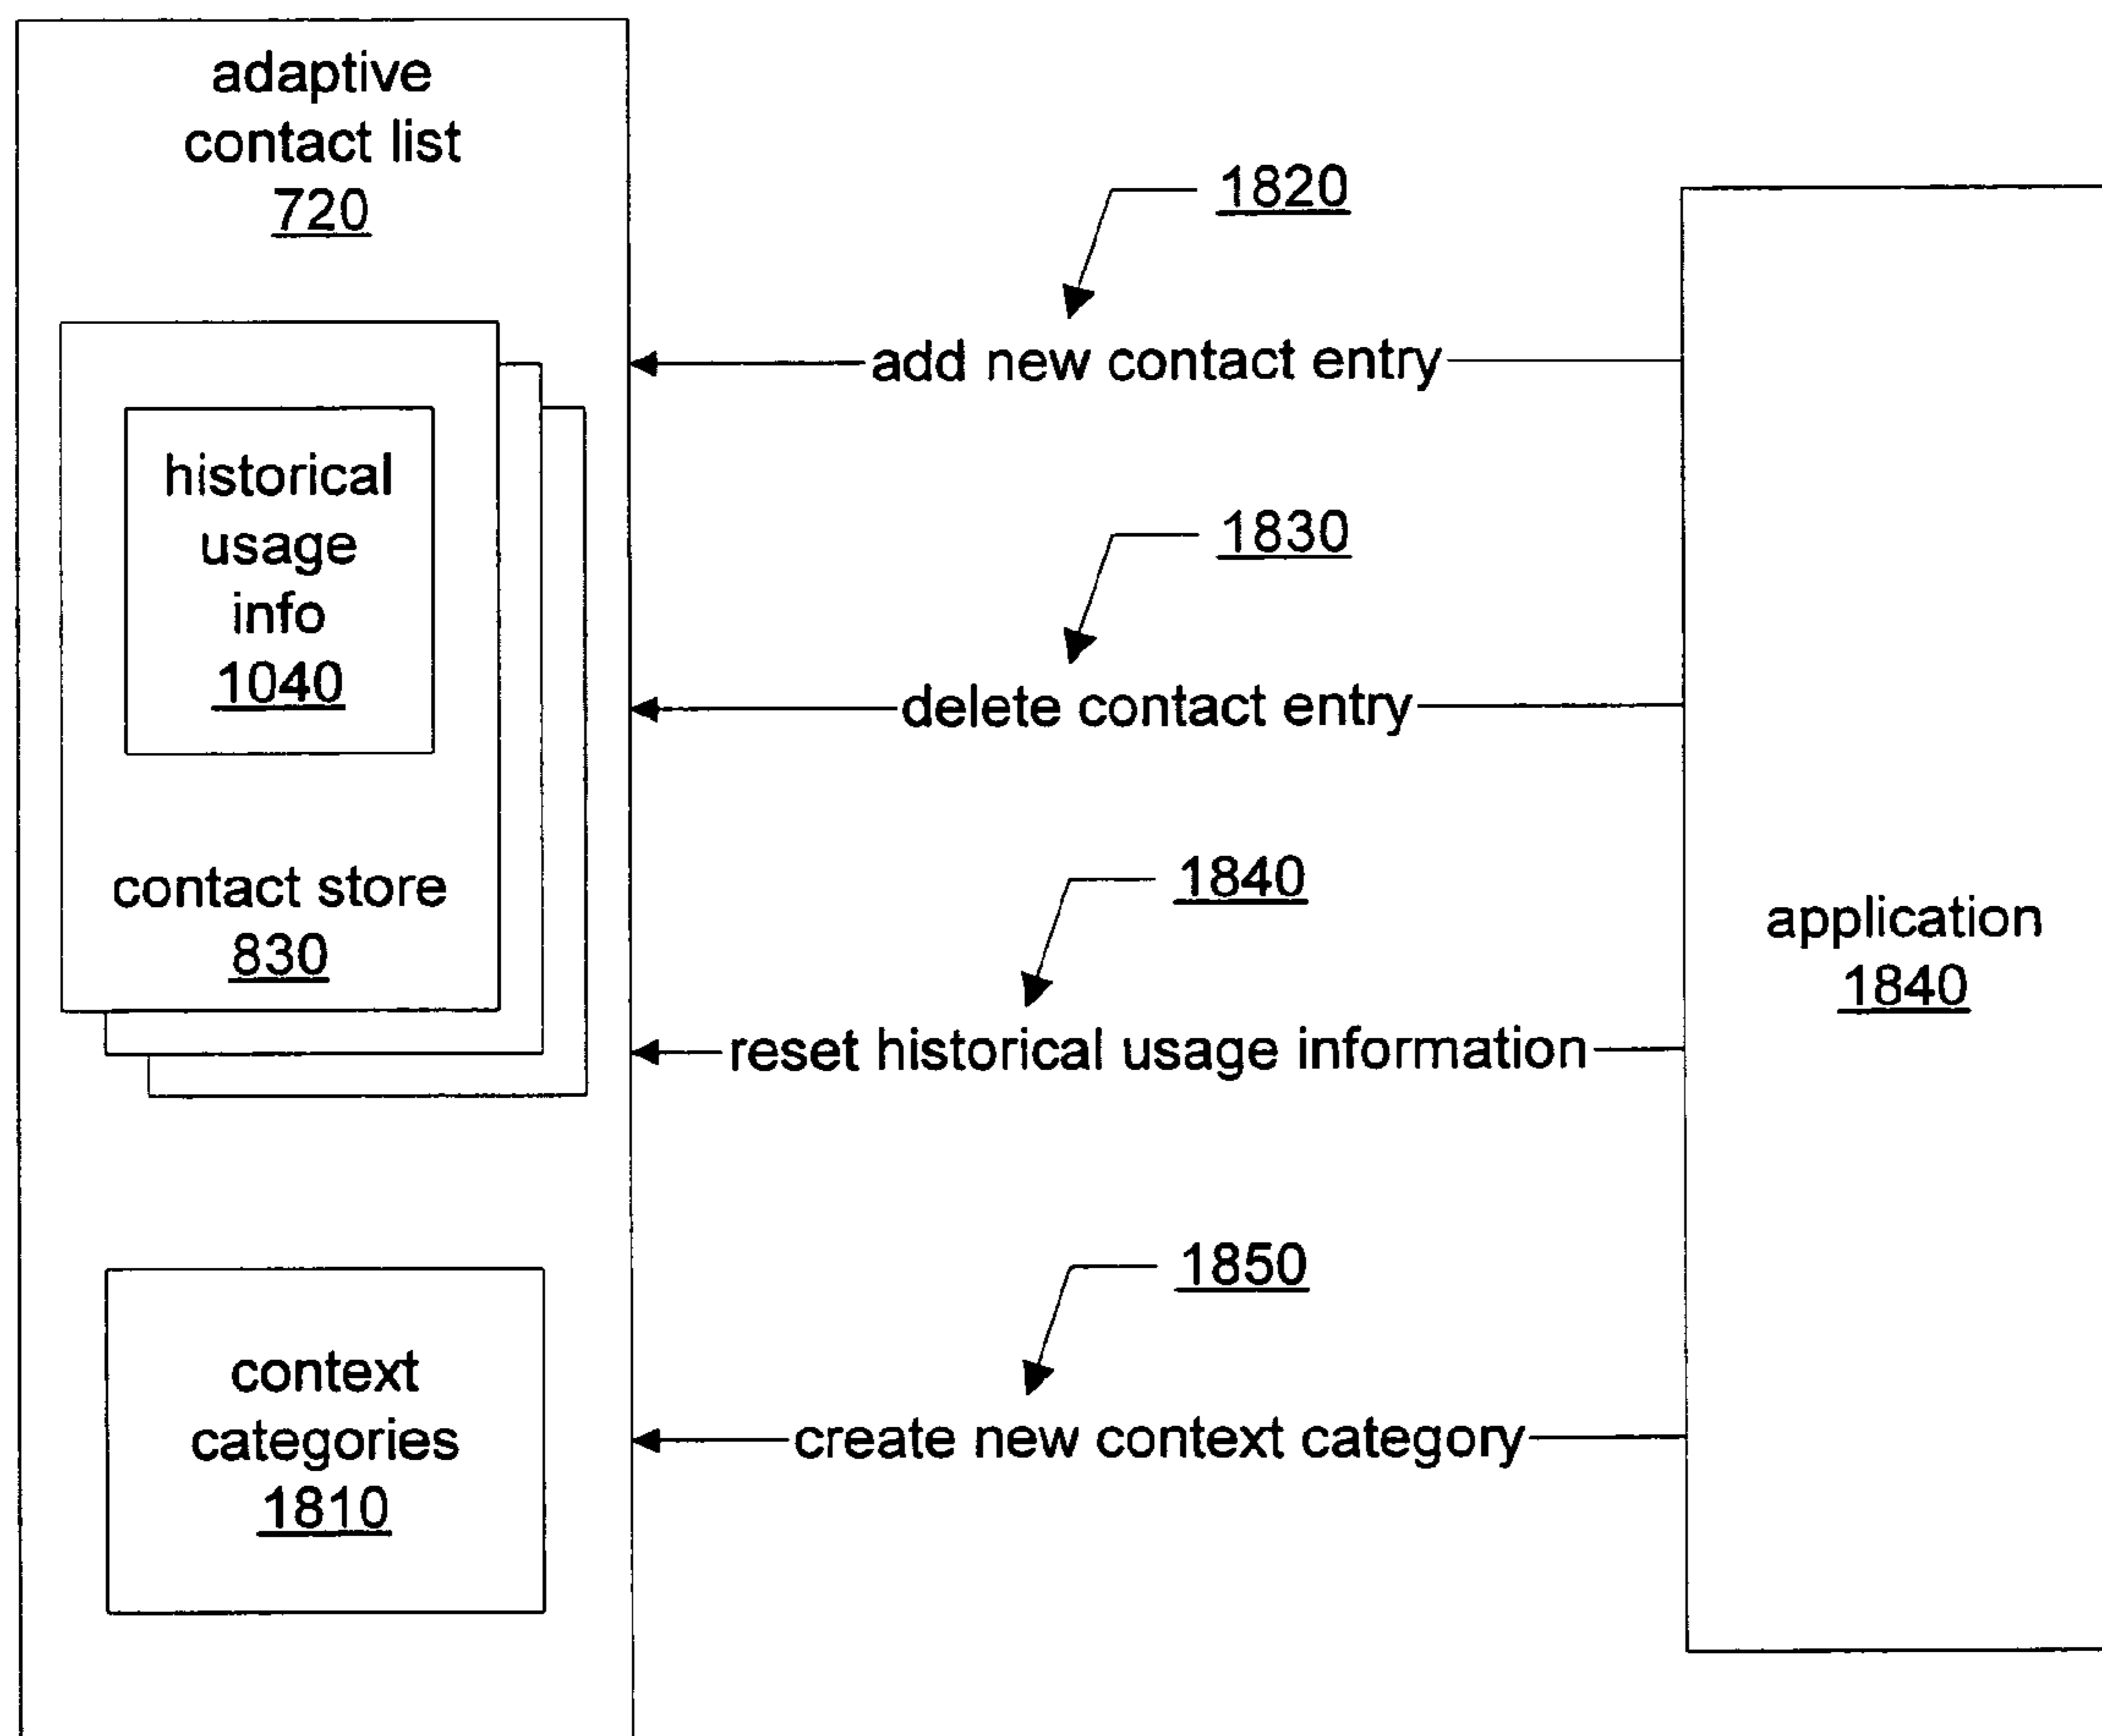 adaptive
contact list
720
historical
usage
info
1040
contact store
830
context
categories
1810
1820
add new contact entry
1830
delete contact entry
1840
reset historical usage information
1850
create new context category
application
1840